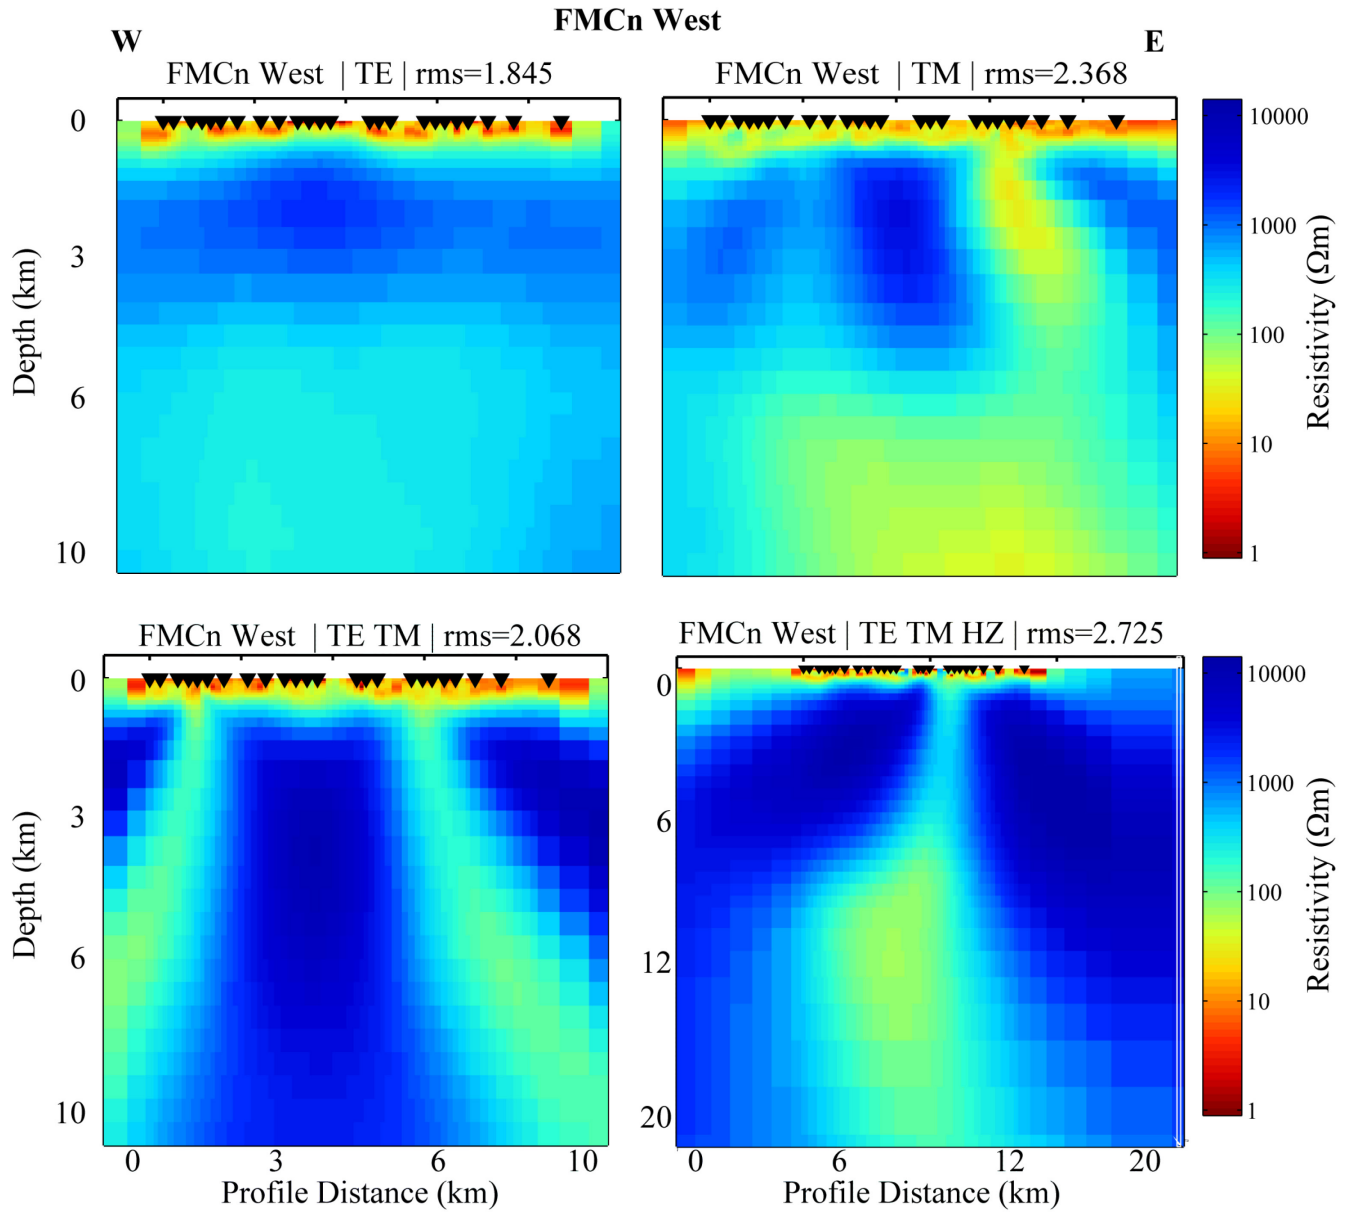 FMCn West
W
E
FMCn West | TE | rms=1.845
FMCn West | TM | rms=2.368
0
3
6
10
Depth (km)
10000
1000
100
10
1
Resistivity (Ωm)
FMCn West | TE TM | rms=2.068
FMCn West | TE TM HZ | rms=2.725
0
3
6
10
Depth (km)
0
6
12
20
10000
1000
100
10
1
Resistivity (Ωm)
0 3 6 10
Profile Distance (km)
0 6 12 20
Profile Distance (km)